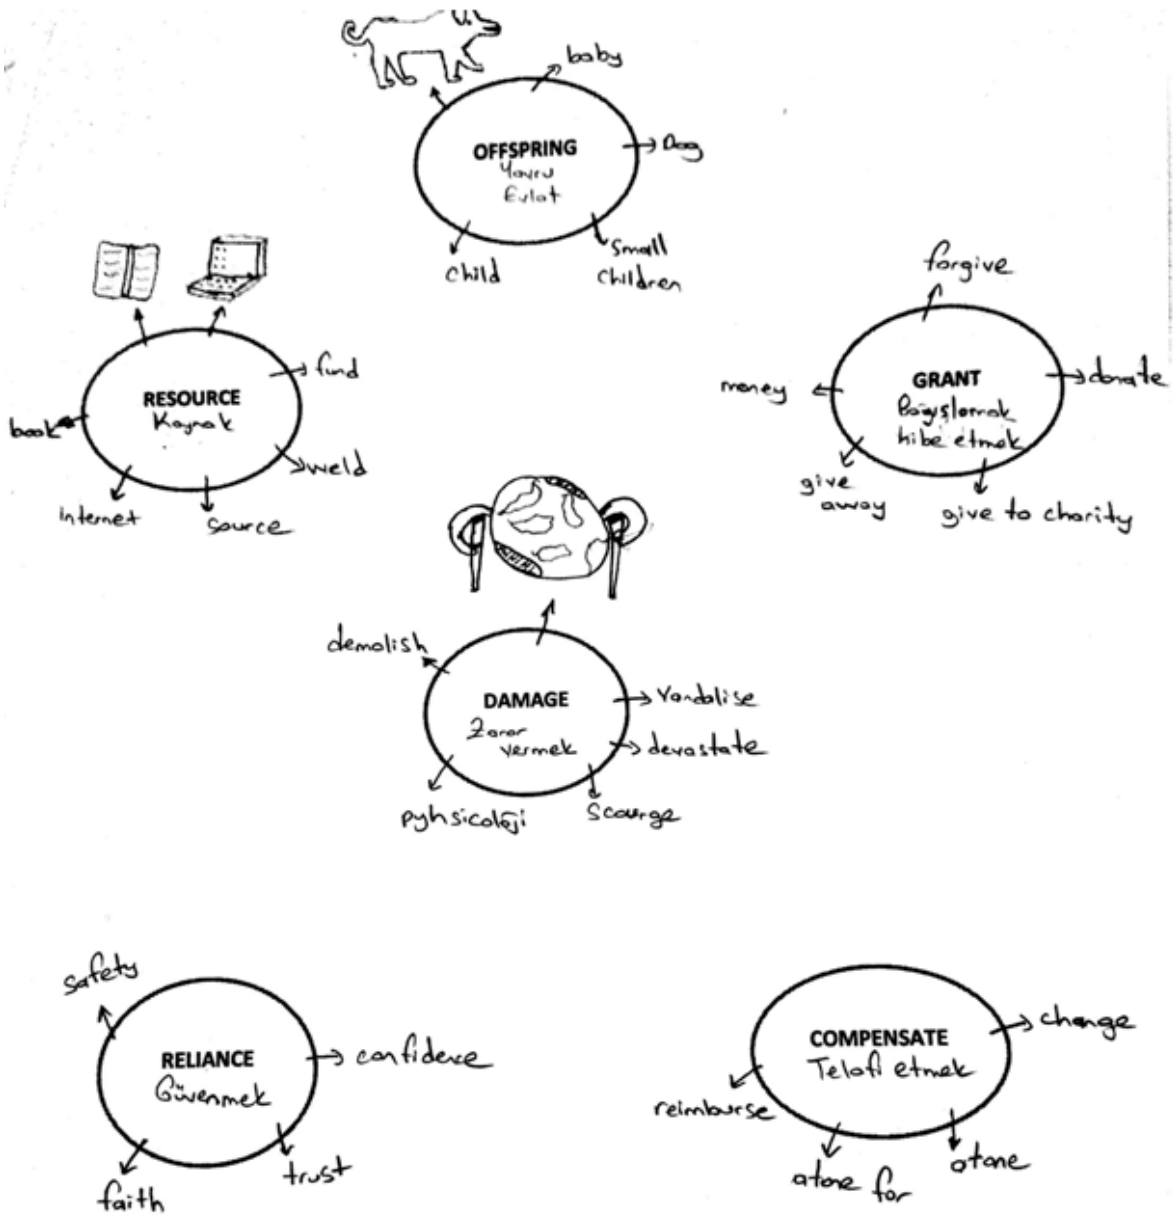 baby
OFFSPRING
Yavru
Evlat
Dog
child
small
children
RESOURCE
Kaynak
fund
book
weld
internet
source
forgive
GRANT
Bağışlamak
hibe etmek
money
donate
give
away
give to charity
demolish
DAMAGE
Zarar
vermek
Vandalise
devastate
pyhsicoloji
Scourge
safety
RELIANCE
Güvenmek
confidence
faith
trust
COMPENSATE
Telafi etmek
change
reimburse
atone for
atone